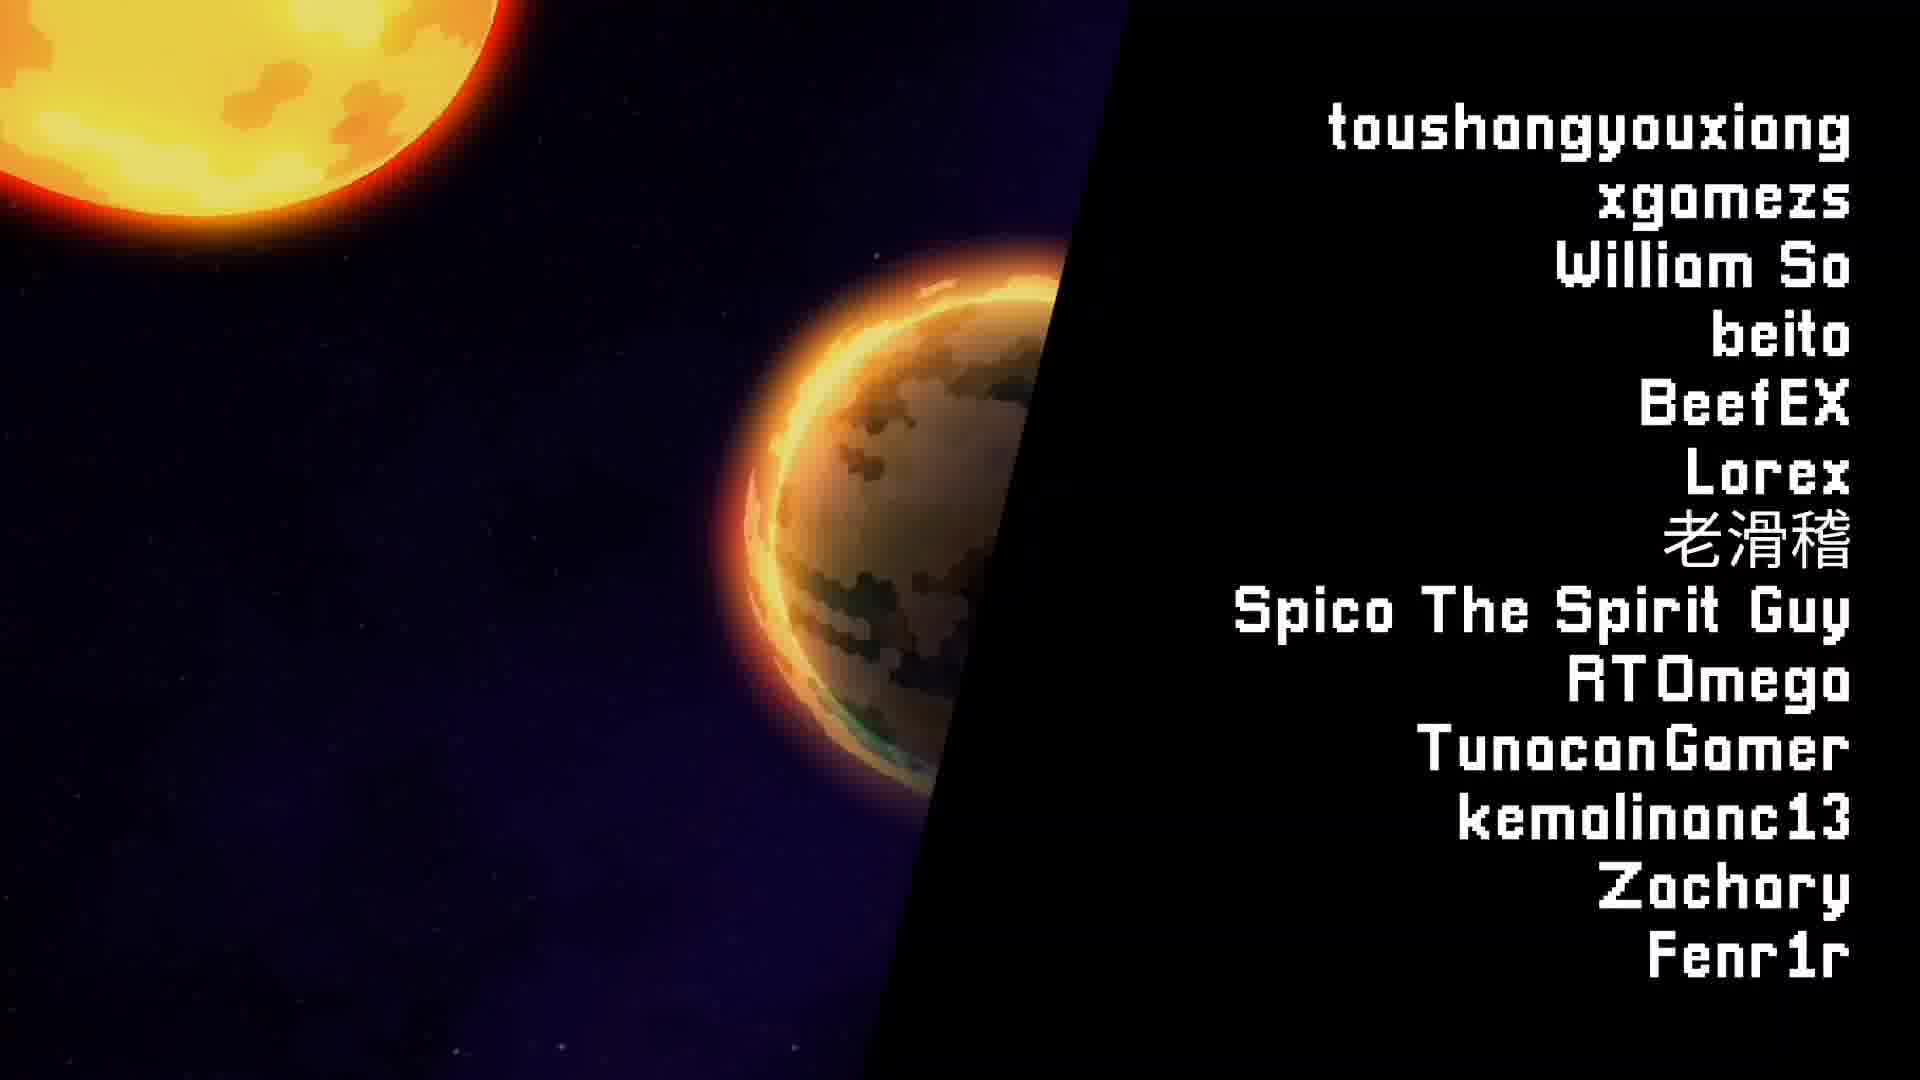 toushangyouxiang
xgamezs
William So
beito
BeefEX
Lorex
老滑稽
Spico The Spirit Guy
RTOmega
TunacanGamer
kemalinanc13
Zachary
Fenr1r